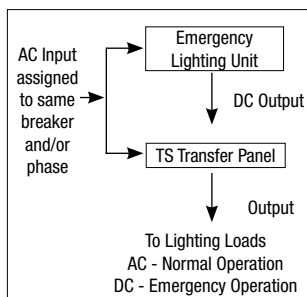 AC Input
assigned
to same
breaker
and/or
phase
Emergency
Lighting Unit
DC Output
TS Transfer Panel
Output
To Lighting Loads
AC - Normal Operation
DC - Emergency Operation